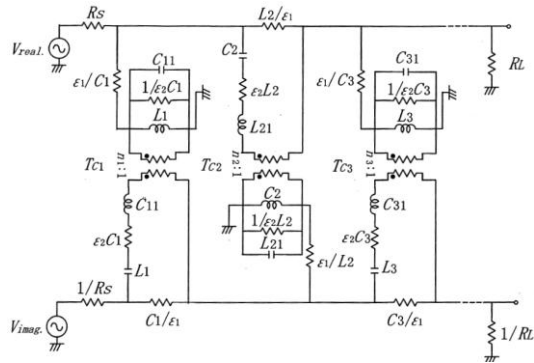 Rs
L2/ε1
Vreal.
C11
C2
C31
RL
ε1/C1
1/ε2C1
ε2L2
ε1/C3
1/ε2C3
L1
L21
L3
n1:1
Tc1
n2:1
Tc2
n3:1
Tc3
C11
C2
C31
ε2C1
1/ε2L2
ε2C3
L1
L21
ε1/L2
L3
1/Rs
C1/ε1
C3/ε1
Vimag.
1/RL